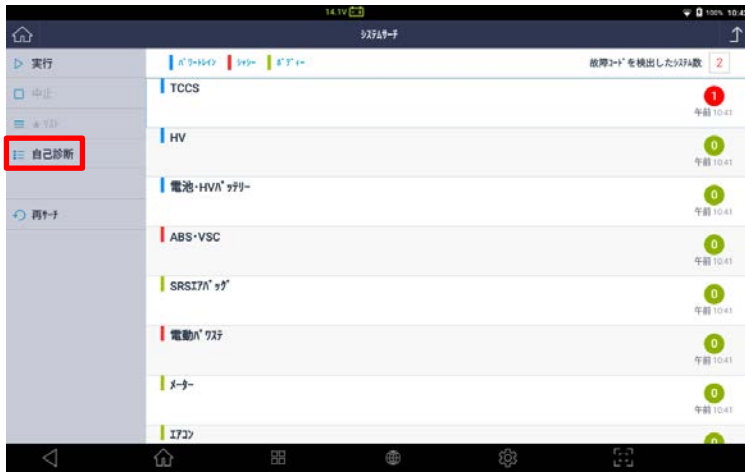 14.1V
100% 10:4
ｼｽﾃﾑｻｰﾁ
実行
中止
自己診断
再ｻｰﾁ
ﾊﾟﾜｰﾄﾚｲﾝ ｼｬｼｰ ﾎﾞﾃﾞｨｰ
故障ｺｰﾄﾞを検出したｼｽﾃﾑ数 2
TCCS
1
午前 10:41
HV
0
午前 10:41
電池･HVﾊﾞｯﾃﾘｰ
0
午前 10:41
ABS･VSC
0
午前 10:41
SRSｴｱﾊﾞｯｸﾞ
0
午前 10:41
電動ﾊﾟﾜｽﾃ
0
午前 10:41
ﾒｰﾀｰ
0
午前 10:41
ｴｱｺﾝ